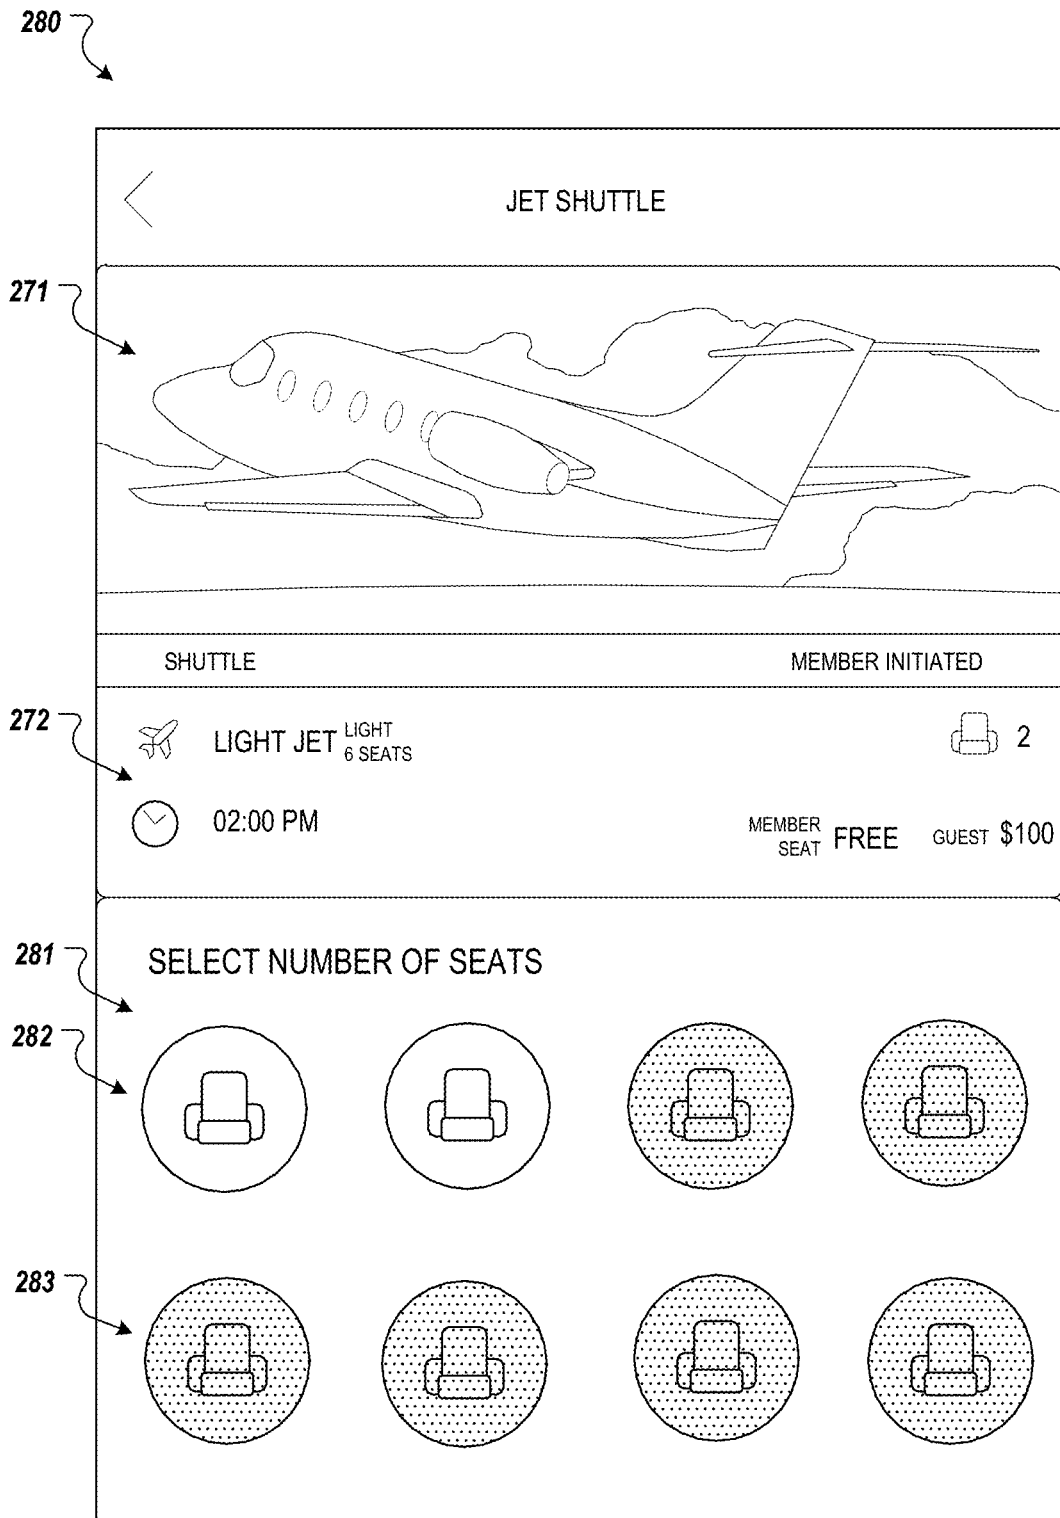 280
JET SHUTTLE
271
SHUTTLE MEMBER INITIATED
272
LIGHT JET LIGHT 6 SEATS 2
02:00 PM MEMBER SEAT FREE GUEST $100
281
SELECT NUMBER OF SEATS
282
283